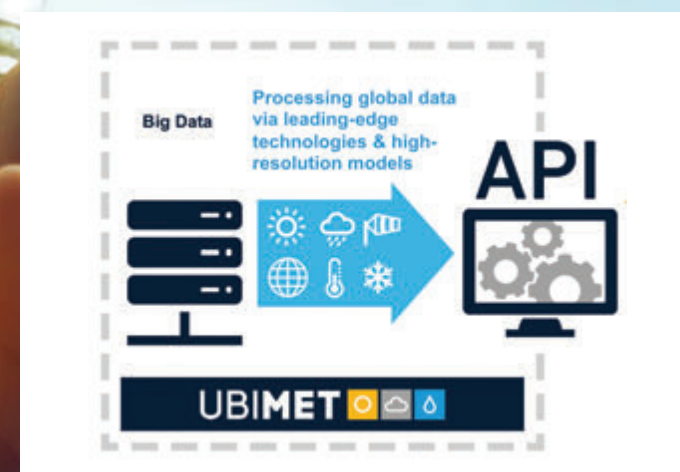 Big Data
Processing global data
via leading-edge
technologies & high-
resolution models
API
UBIMET